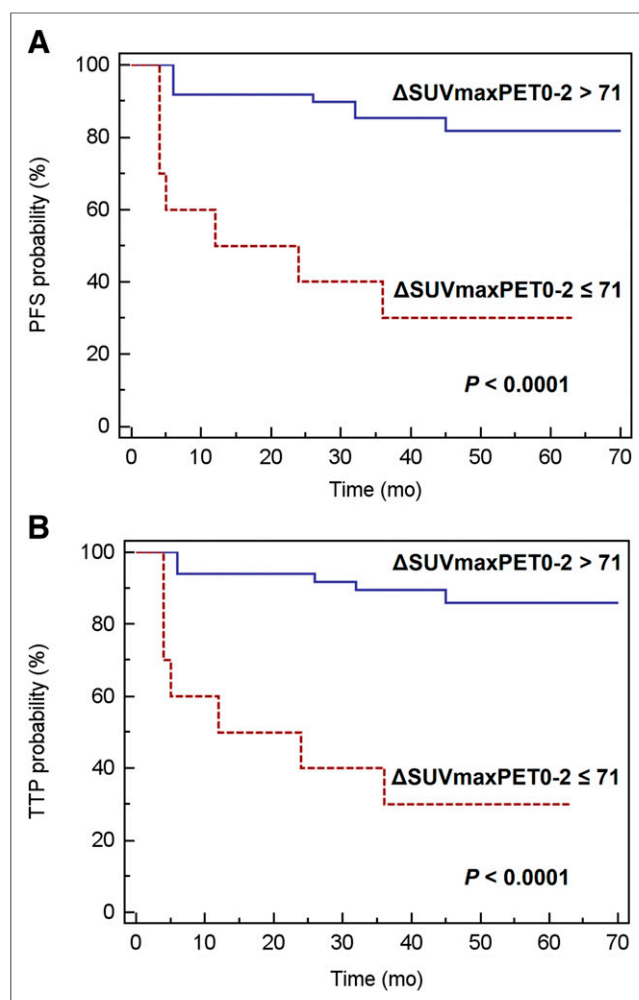 A
100
80
60
40
20
0
PFS probability (%)
ΔSUVmaxPET0-2 > 71
ΔSUVmaxPET0-2 ≤ 71
P < 0.0001
0 10 20 30 40 50 60 70
Time (mo)
B
100
80
60
40
20
0
TTP probability (%)
ΔSUVmaxPET0-2 > 71
ΔSUVmaxPET0-2 ≤ 71
P < 0.0001
0 10 20 30 40 50 60 70
Time (mo)